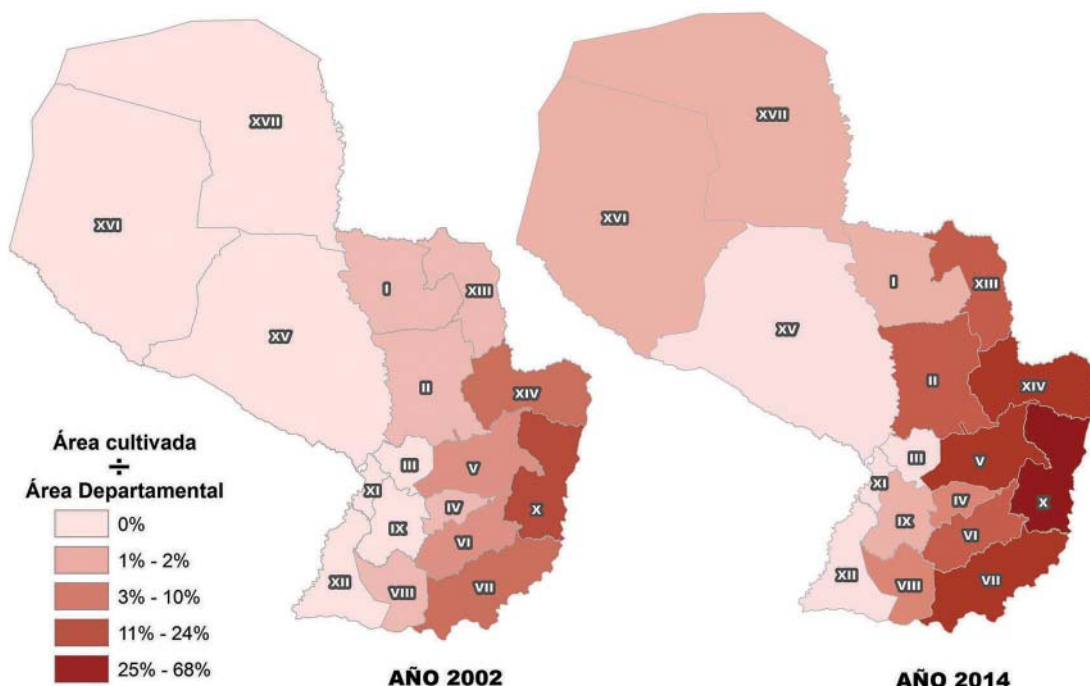 XVII
XVI
XV
I
XIII
II
XIV
III
V
XI
IV
X
IX
VI
XII
VIII
VII
Área cultivada
÷
Área Departamental
0%
1% - 2%
3% - 10%
11% - 24%
25% - 68%
AÑO 2002
XVII
XVI
I
XIII
XV
II
XIV
III
V
XI
IV
X
IX
VI
XII
VIII
VII
AÑO 2014